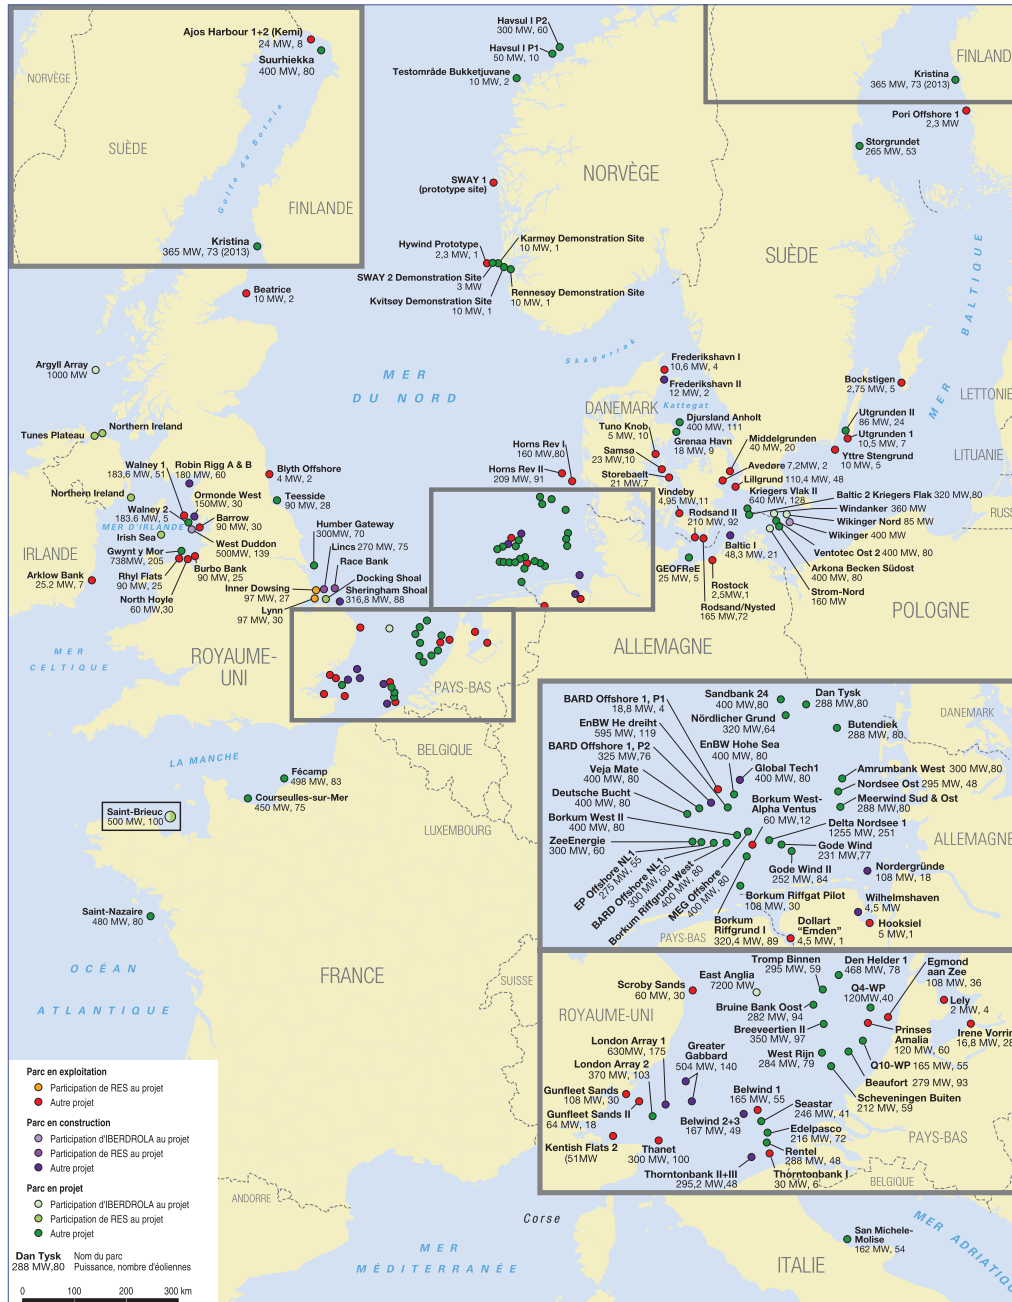 Ajos Harbour 1+2 (Kemi)
24 MW, 8
Suurhiekka
400 MW, 80
NORVÈGE
SUÈDE
Golfe de Botnie
FINLANDE
Kristina
365 MW, 73 (2013)
Havsul I P2
300 MW, 60
Havsul I P1
50 MW, 10
Testområde Bukketjuvane
10 MW, 2
FINLAND
Kristina
365 MW, 73 (2013)
Pori Offshore 1
2,3 MW
Storgrundet
265 MW, 53
SWAY 1
(prototype site)
NORVÈGE
SUÈDE
MER BALTIQUE
Hywind Prototype
2,3 MW, 1
Karmøy Demonstration Site
10 MW, 1
SWAY 2 Demonstration Site
3 MW
Kvitsøy Demonstration Site
10 MW, 1
Rennesøy Demonstration Site
10 MW, 1
Beatrice
10 MW, 2
Argyll Array
1000 MW
MER
DU NORD
Skagerrak
Frederikshavn I
10,6 MW, 4
Frederikshavn II
12 MW, 2
Kattegat
DANEMARK
Bockstigen
2,75 MW, 5
LETTONIE
Djursland Anholt
400 MW, 111
Grenaa Havn
18 MW, 9
Utgrunden II
86 MW, 24
Utgrunden 1
10,5 MW, 7
Yttre Stengrund
10 MW, 5
LITUANIE
Tuno Knob
5 MW, 10
Middelgrunden
40 MW, 20
Samsø
23 MW,10
Avedøre 7,2MW, 2
Storebaelt
21 MW,7
Lillgrund 110,4 MW, 48
Horns Rev I
160 MW,80
Horns Rev II
209 MW, 91
Kriegers Vlak II
640 MW, 128
Baltic 2 Kriegers Flak 320 MW,80
Windanker 360 MW
Wikinger Nord 85 MW
Wikinger 400 MW
Ventotec Ost 2 400 MW, 80
Arkona Becken Südost
400 MW, 80
Strom-Nord
160 MW
RUSS
Vindeby
4,95 MW, 11
Rodsand II
210 MW, 92
Baltic I
48,3 MW, 21
GEOFReE
25 MW, 5
Rostock
2,5MW,1
Rodsand/Nysted
165 MW,72
POLOGNE
ALLEMAGNE
Tunes Plateau
Northern Ireland
Walney 1
183,6 MW, 51
Robin Rigg A & B
180 MW, 60
Blyth Offshore
4 MW, 2
Northern Ireland
Ormonde West
150MW, 30
Teesside
90 MW, 28
Walney 2
183.6 MW, 5
MER D'IRLANDE
Barrow
90 MW, 30
Irish Sea
West Duddon
500MW, 139
IRLANDE
Gwynt y Mor
738MW, 205
Burbo Bank
90 MW, 25
Rhyl Flats
90 MW, 25
Arklow Bank
25.2 MW, 7
North Hoyle
60 MW,30
Humber Gateway
300MW, 70
Lincs 270 MW, 75
Race Bank
Docking Shoal
Sheringham Shoal
316,8 MW, 88
Inner Dowsing
97 MW, 27
Lynn
97 MW, 30
MER
CELTIQUE
ROYAUME-
UNI
PAYS-BAS
BELGIQUE
LUXEMBOURG
LA MANCHE
Fécamp
498 MW, 83
Courseulles-sur-Mer
450 MW, 75
Saint-Brieuc
500 MW, 100
Saint-Nazaire
480 MW, 80
OCÉAN
ATLANTIQUE
FRANCE
SUISSE
Sandbank 24
400 MW, 80
Dan Tysk
288 MW,80
BARD Offshore 1, P1
18,8 MW, 4
Nördlicher Grund
320 MW,64
Butendiek
288 MW, 80
DANEMARK
EnBW He dreiht
595 MW, 119
EnBW Hohe Sea
400 MW, 80
BARD Offshore 1, P2
325 MW,76
Global Tech1
400 MW, 80
Amrumbank West 300 MW,80
Veja Mate
400 MW, 80
Nordsee Ost 295 MW, 48
Deutsche Bucht
400 MW, 80
Meerwind Sud & Ost
288 MW,80
Borkum West-
Alpha Ventus
60 MW,12
Borkum West II
400 MW, 80
Delta Nordsee 1
1255 MW, 251
ALLEMAGNE
ZeeEnergie
300 MW, 60
Gode Wind
231 MW,77
Gode Wind II
252 MW, 84
EP Offshore NL1
275 MW, 55
BARD Offshore NL1
300 MW, 60
Borkum Riffgrund West
400 MW, 80
MEG Offshore
400 MW, 80
Nordergründe
108 MW, 18
Borkum Riffgat Pilot
108 MW, 30
Wilhelmshaven
4,5 MW
Borkum
Riffgrund I
320,4 MW, 89
Dollart
"Emden"
4,5 MW, 1
Hooksiel
5 MW,1
PAYS-BAS
Tromp Binnen
295 MW, 59
Den Helder 1
468 MW, 78
Egmond
aan Zee
108 MW, 36
Scroby Sands
60 MW, 30
East Anglia
7200 MW
Q4-WP
120MW,40
Lely
2 MW, 4
ROYAUME-UNI
Bruine Bank Oost
282 MW, 94
Breeveertien II
350 MW, 97
Prinses
Amalia
120 MW, 60
Irene Vorrin
16,8 MW, 28
London Array 1
630MW, 175
Greater
Gabbard
504 MW, 140
West Rijn
284 MW, 79
Q10-WP 165 MW, 55
London Array 2
370 MW, 103
Beaufort 279 MW, 93
Gunfleet Sands
108 MW, 30
Belwind 1
165 MW, 55
Scheveningen Buiten
212 MW, 59
Gunfleet Sands II
64 MW, 18
Seastar
246 MW, 41
Belwind 2+3
167 MW, 49
Edelpasco
216 MW, 72
PAYS-BAS
Kentish Flats 2
(51MW
Thanet
300 MW, 100
Rentel
288 MW, 48
Thorntonbank II+III
295,2 MW,48
Thorntonbank I
30 MW, 6
BELGIQUE
Parc en exploitation
Participation de RES au projet
Autre projet
Parc en construction
Participation d'IBERDROLA au projet
Participation de RES au projet
Autre projet
Parc en projet
Participation d'IBERDROLA au projet
Participation de RES au projet
Autre projet
Dan Tysk Nom du parc
288 MW,80 Puissance, nombre d'éoliennes
0 100 200 300 km
ANDORRE
Corse
MER
MÉDITERRANÉE
San Michele-
Molise
162 MW, 54
ITALIE
MER ADRIATIQ